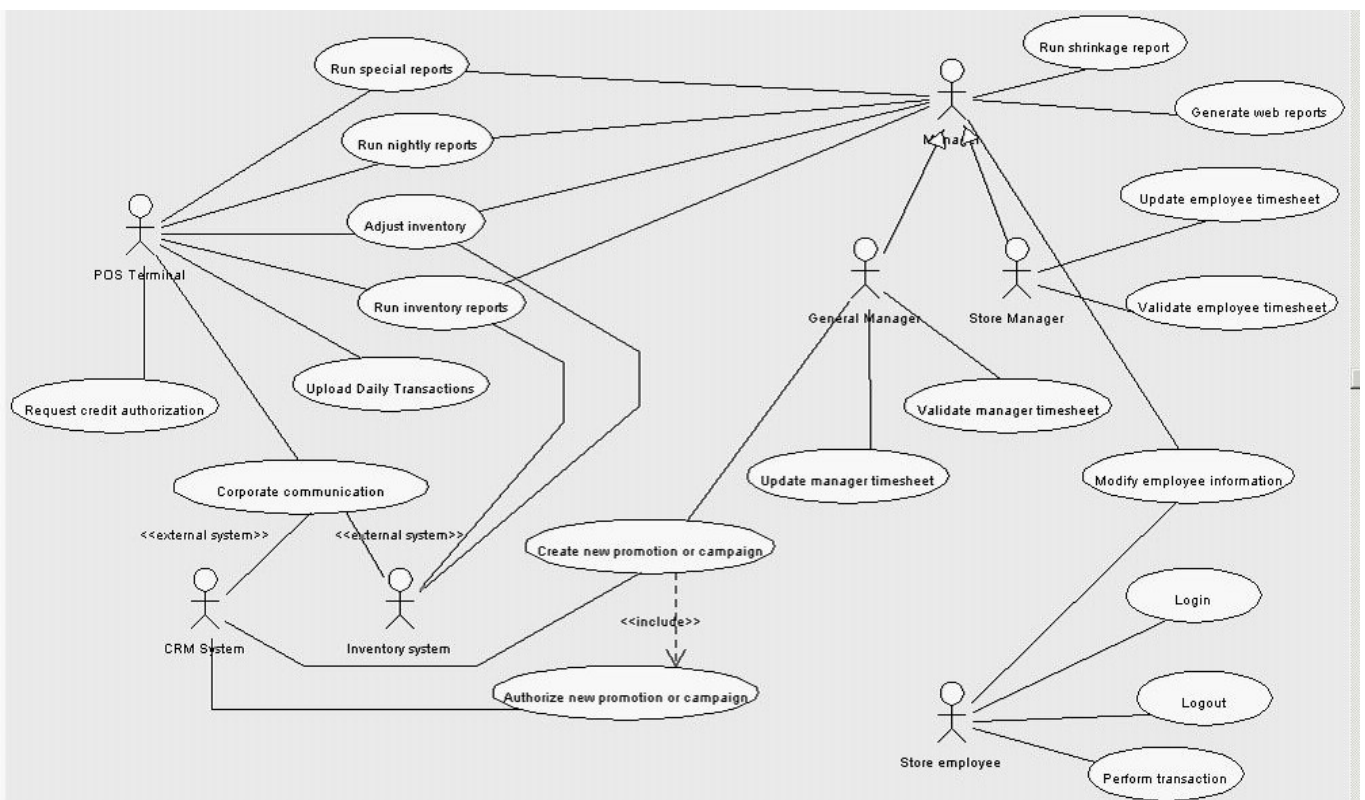 Run shrinkage report
Run special reports
Generate web reports
Manager
Run nightly reports
Update employee timesheet
Adjust inventory
POS Terminal
Run inventory reports
General Manager
Store Manager
Validate employee timesheet
Upload Daily Transactions
Request credit authorization
Validate manager timesheet
Corporate communication
Update manager timesheet
Modify employee information
<<external system>>
<<external system>>
Create new promotion or campaign
Login
<<include>>
CRM System
Inventory system
Authorize new promotion or campaign
Logout
Store employee
Perform transaction